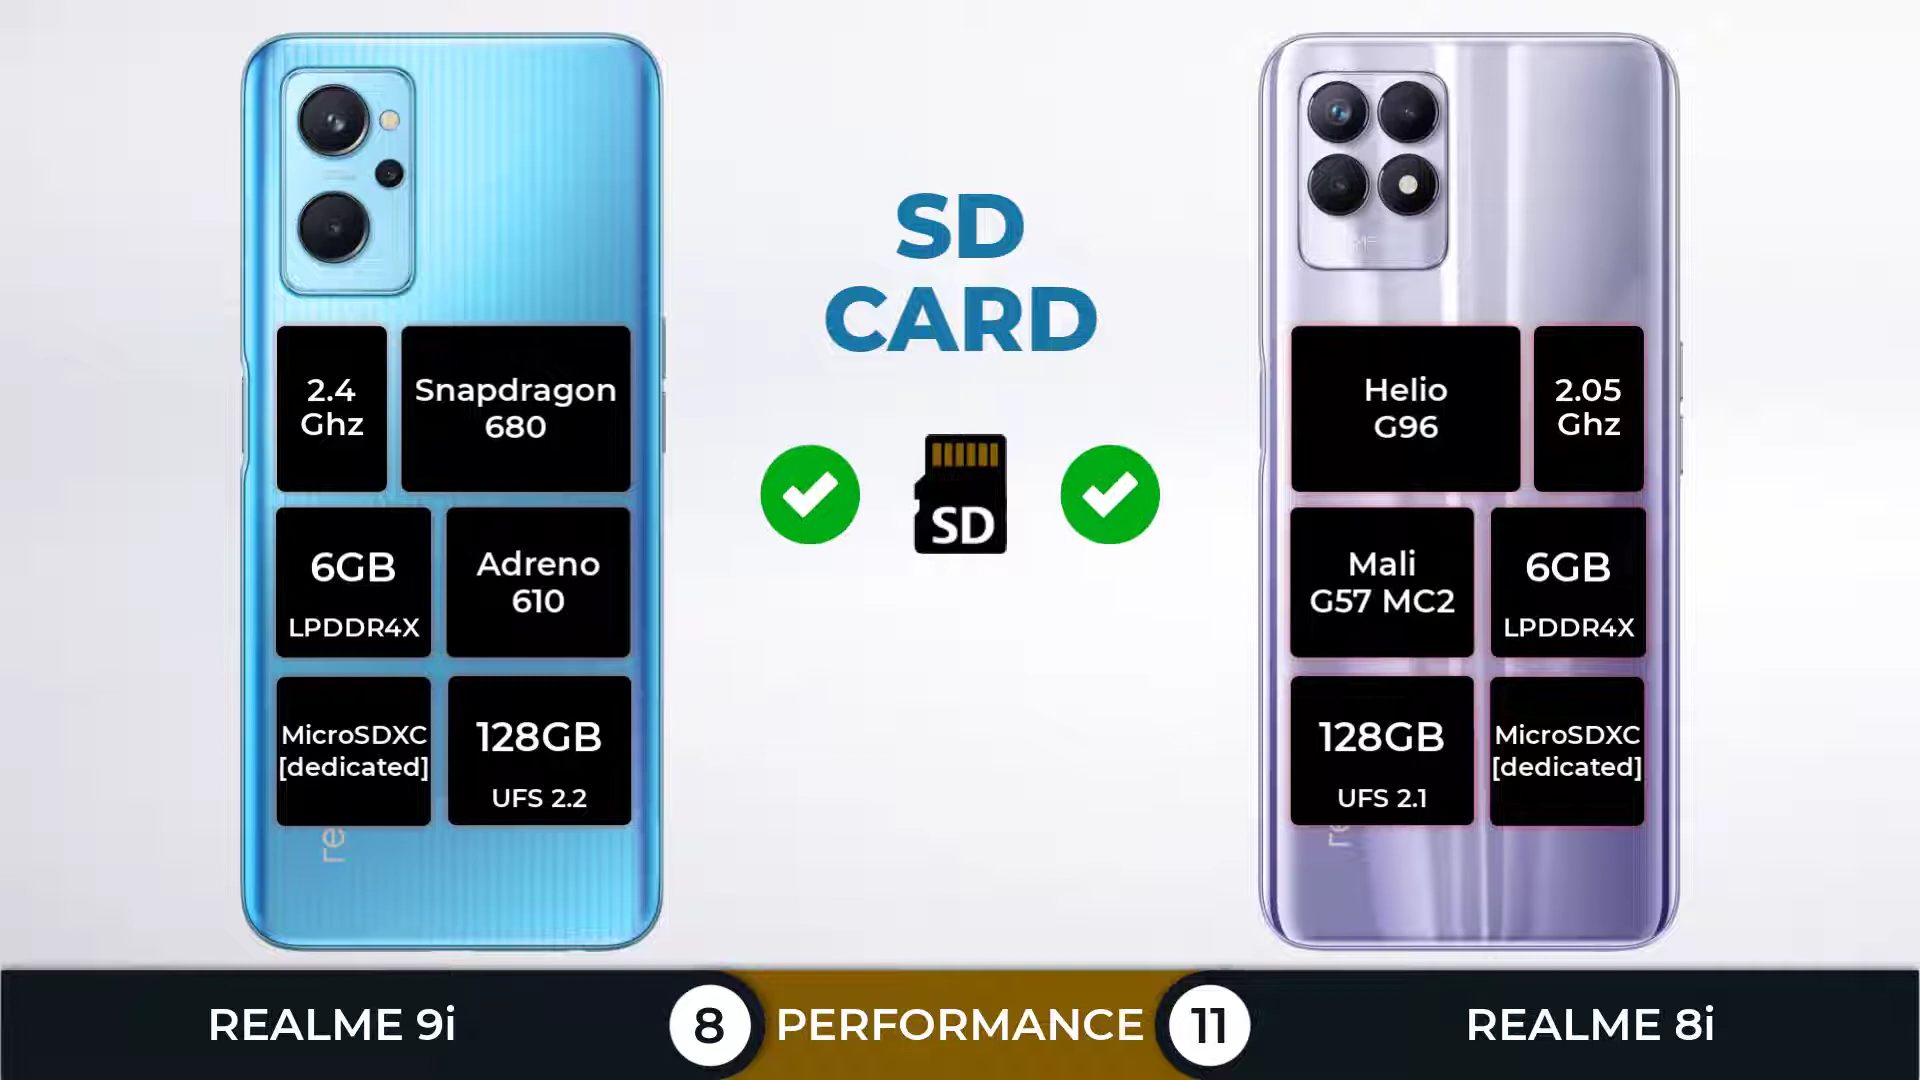 SD
CARD
SD
2.4
Ghz
Snapdragon
680
6GB
LPDDR4X
Adreno
610
MicroSDXC
[dedicated]
128GB
UFS 2.2
re
Helio
G96
2.05
Ghz
Mali
G57 MC2
6GB
LPDDR4X
128GB
UFS 2.1
MicroSDXC
[dedicated]
re
REALME 9i
8
PERFORMANCE
11
REALME 8i